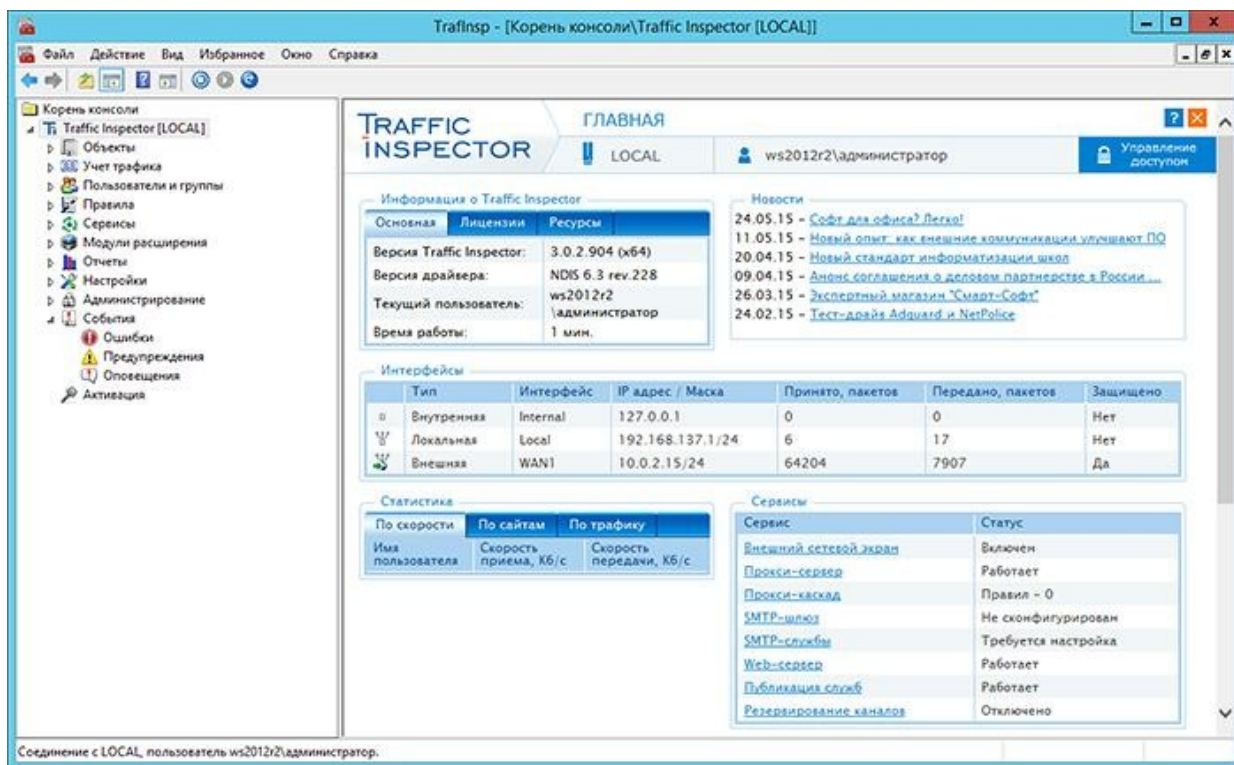 TrafInsp - [Корень консоли\Traffic Inspector [LOCAL]]
Файл Действие Вид Избранное Окно Справка
Корень консоли
Traffic Inspector [LOCAL]
Объекты
Учет трафика
Пользователи и группы
Правила
Сервисы
Модули расширения
Отчеты
Настройки
Администрирование
События
Ошибки
Предупреждения
Оповещения
Активация
TRAFFIC INSPECTOR
ГЛАВНАЯ
LOCAL
ws2012r2\администратор
Управление доступом
Информация о Traffic Inspector
Основная Лицензии Ресурсы
Версия Traffic Inspector: 3.0.2.904 (x64)
Версия драйвера: NDIS 6.3 rev.228
Текущий пользователь: ws2012r2\администратор
Время работы: 1 мин.
Новости
24.05.15 - Софт для офиса? Легко!
11.05.15 - Новый опыт: как внешние коммуникации улучшают ПО
20.04.15 - Новый стандарт информатизации школ
09.04.15 - Анонс соглашения о деловом партнерстве в России ...
26.03.15 - Экспертный магазин "Смарт-Софт"
24.02.15 - Тест-драйв Adguard и NetPolice
Интерфейсы
Тип Интерфейс IP адрес / Маска Принято, пакетов Передано, пакетов Защищено
Внутренняя Internal 127.0.0.1 0 0 Нет
Локальная Local 192.168.137.1/24 6 17 Нет
Внешняя WAN1 10.0.2.15/24 64204 7907 Да
Статистика
По скорости По сайтам По трафику
Имя пользователя Скорость приема, Кб/с Скорость передачи, Кб/с
Сервисы
Сервис Статус
Внешний сетевой экран Включен
Прокси-сервер Работает
Прокси-каскад Правил - 0
SMTP-шлюз Не сконфигурирован
SMTP-службы Требуется настройка
Web-сервер Работает
Публикация служб Работает
Резервирование каналов Отключено
Соединение с LOCAL, пользователь ws2012r2\администратор.